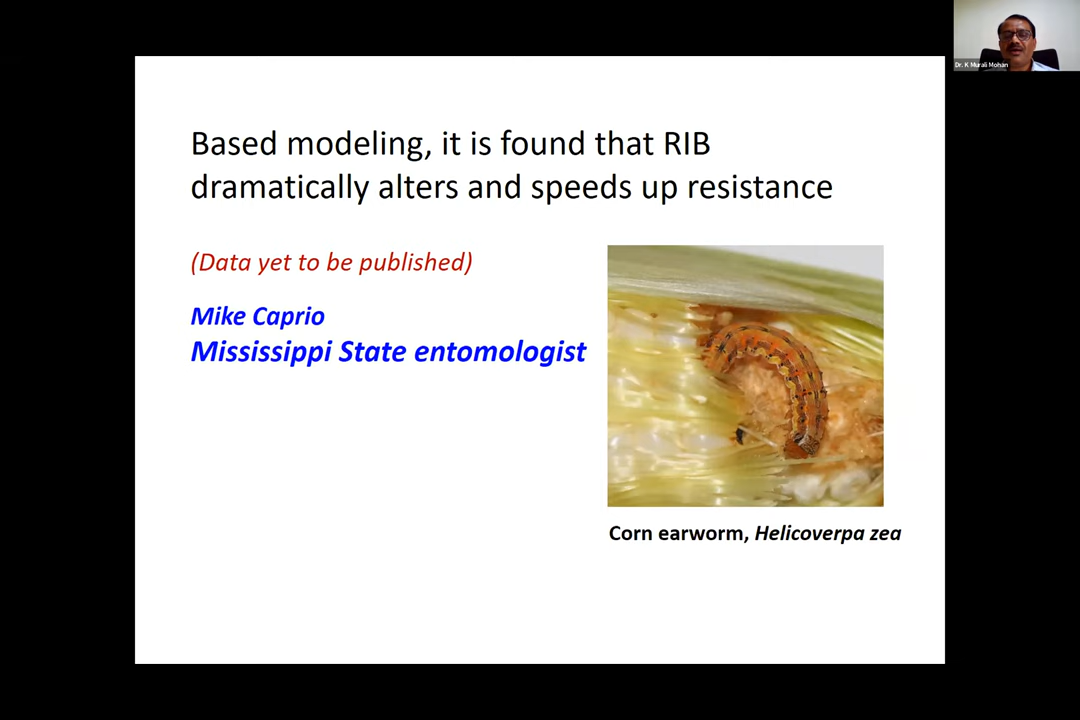 Dr. K Murali Mohan
Based modeling, it is found that RIB
dramatically alters and speeds up resistance
(Data yet to be published)
Mike Caprio
Mississippi State entomologist
Corn earworm, Helicoverpa zea